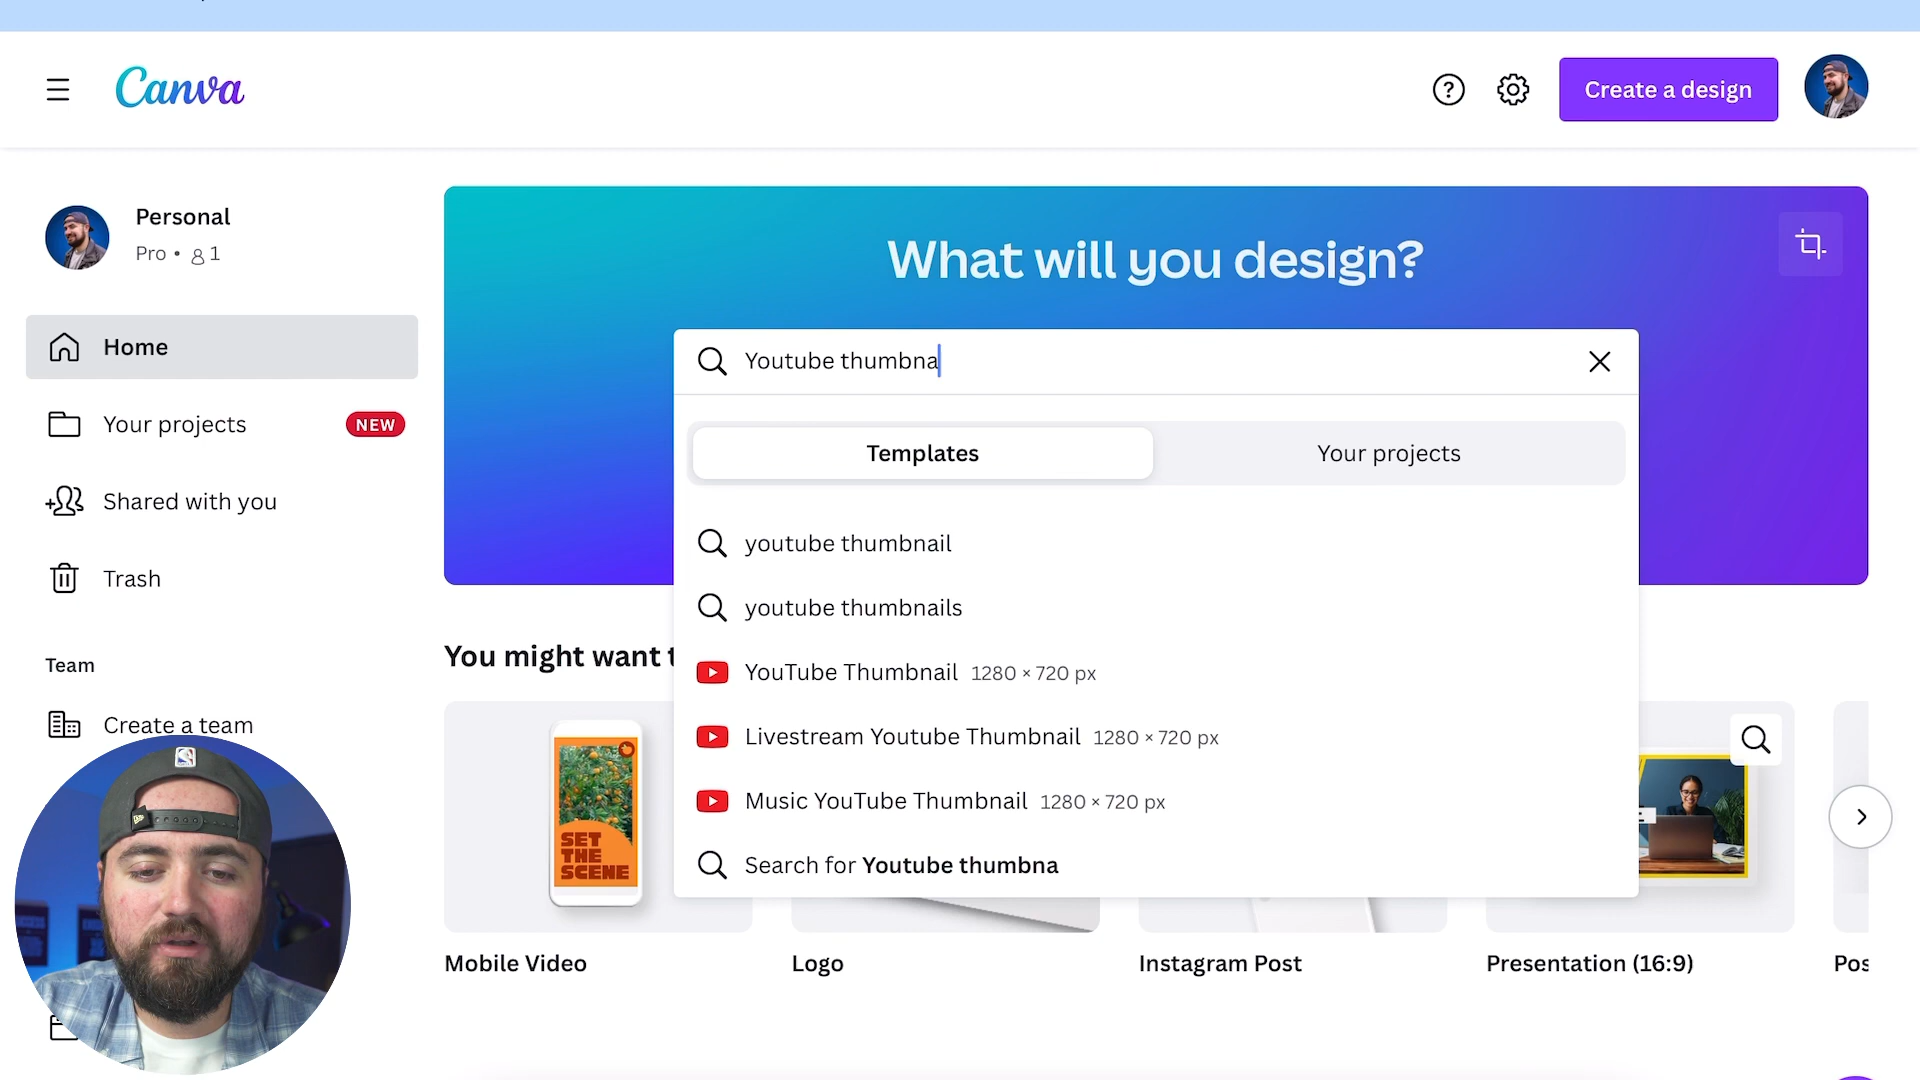 Canva
?
Create a design
Personal
Pro • 1
What will you design?
Home
Your projects
NEW
Shared with you
Trash
Team
Create a team
Youtube thumbna
Templates
Your projects
youtube thumbnail
youtube thumbnails
YouTube Thumbnail 1280 × 720 px
Livestream Youtube Thumbnail 1280 × 720 px
Music YouTube Thumbnail 1280 × 720 px
Search for Youtube thumbna
You might want t
SET
THE
SCENE
Mobile Video
Logo
Instagram Post
Presentation (16:9)
Pos